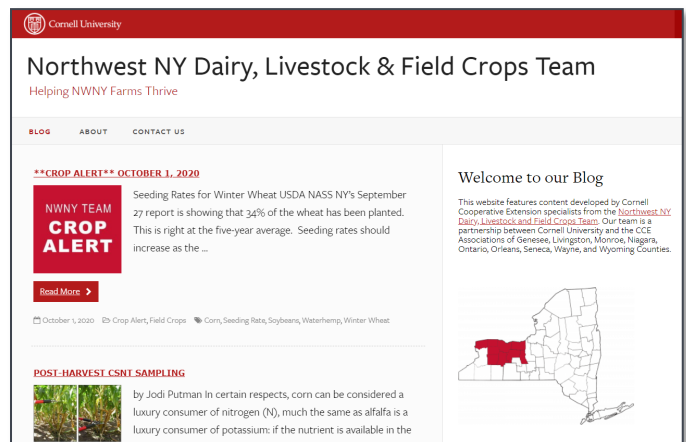 Cornell University
Northwest NY Dairy, Livestock & Field Crops Team
Helping NWNY Farms Thrive
BLOG ABOUT CONTACT US
**CROP ALERT** OCTOBER 1, 2020
NWNY TEAM
CROP
ALERT
Seeding Rates for Winter Wheat USDA NASS NY's September
27 report is showing that 34% of the wheat has been planted.
This is right at the five-year average. Seeding rates should
increase as the ...
Read More
October 1, 2020 Crop Alert, Field Crops Corn, Seeding Rate, Soybeans, Waterhemp, Winter Wheat
POST-HARVEST CSNT SAMPLING
by Jodi Putman In certain respects, corn can be considered a
luxury consumer of nitrogen (N), much the same as alfalfa is a
luxury consumer of potassium: if the nutrient is available in the
Welcome to our Blog
This website features content developed by Cornell
Cooperative Extension specialists from the Northwest NY
Dairy, Livestock and Field Crops Team. Our team is a
partnership between Cornell University and the CCE
Associations of Genesee, Livingston, Monroe, Niagara,
Ontario, Orleans, Seneca, Wayne, and Wyoming Counties.